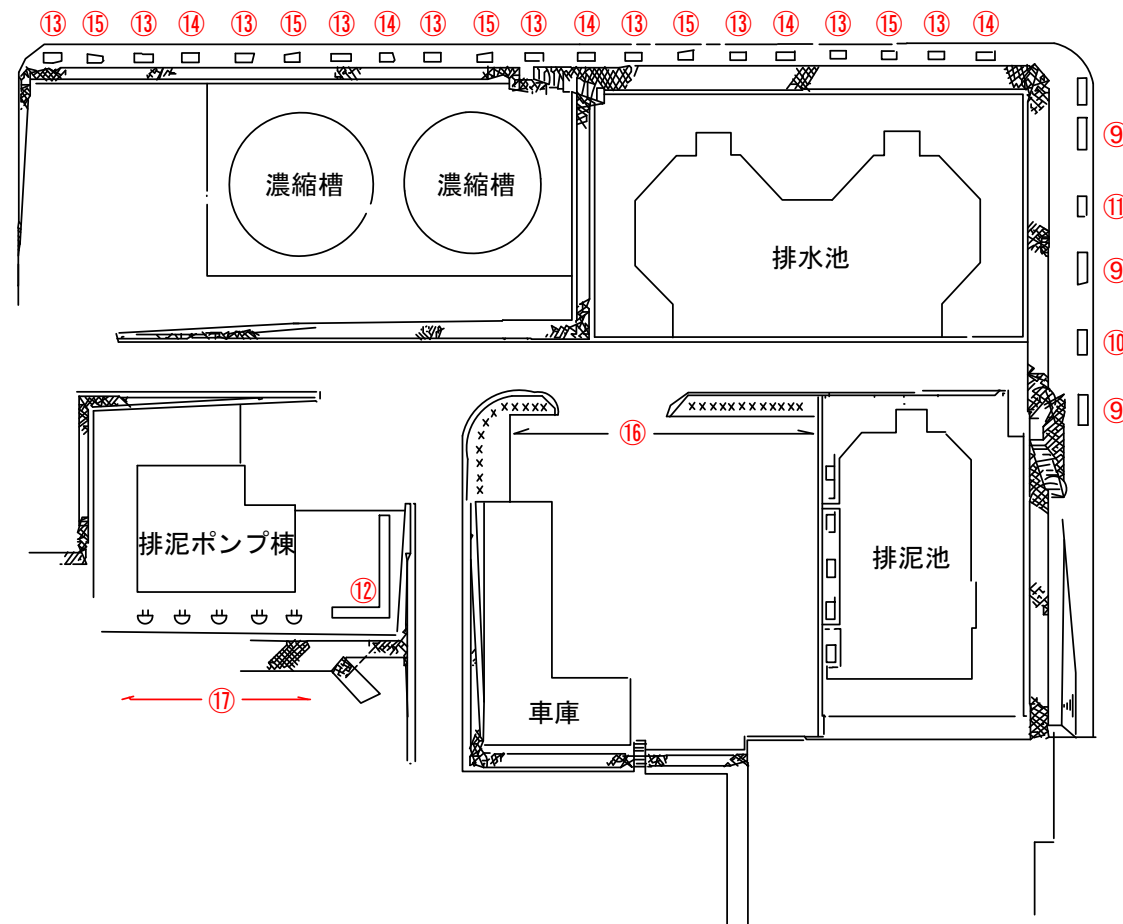 ⑬ ⑮ ⑬ ⑭ ⑬ ⑮ ⑬ ⑭ ⑬ ⑮ ⑬ ⑭ ⑬ ⑮ ⑬ ⑭ ⑬ ⑮ ⑬ ⑭
⑨
濃縮槽 濃縮槽
⑪
排水池
⑨
⑩
⑨
⑯
排泥ポンプ棟
排泥池
⑫
⑰
車庫